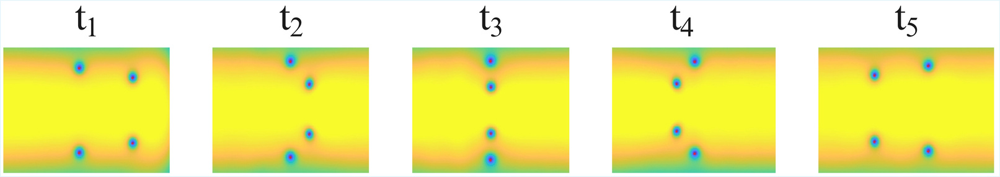 t₁ t₂ t₃ t₄ t₅